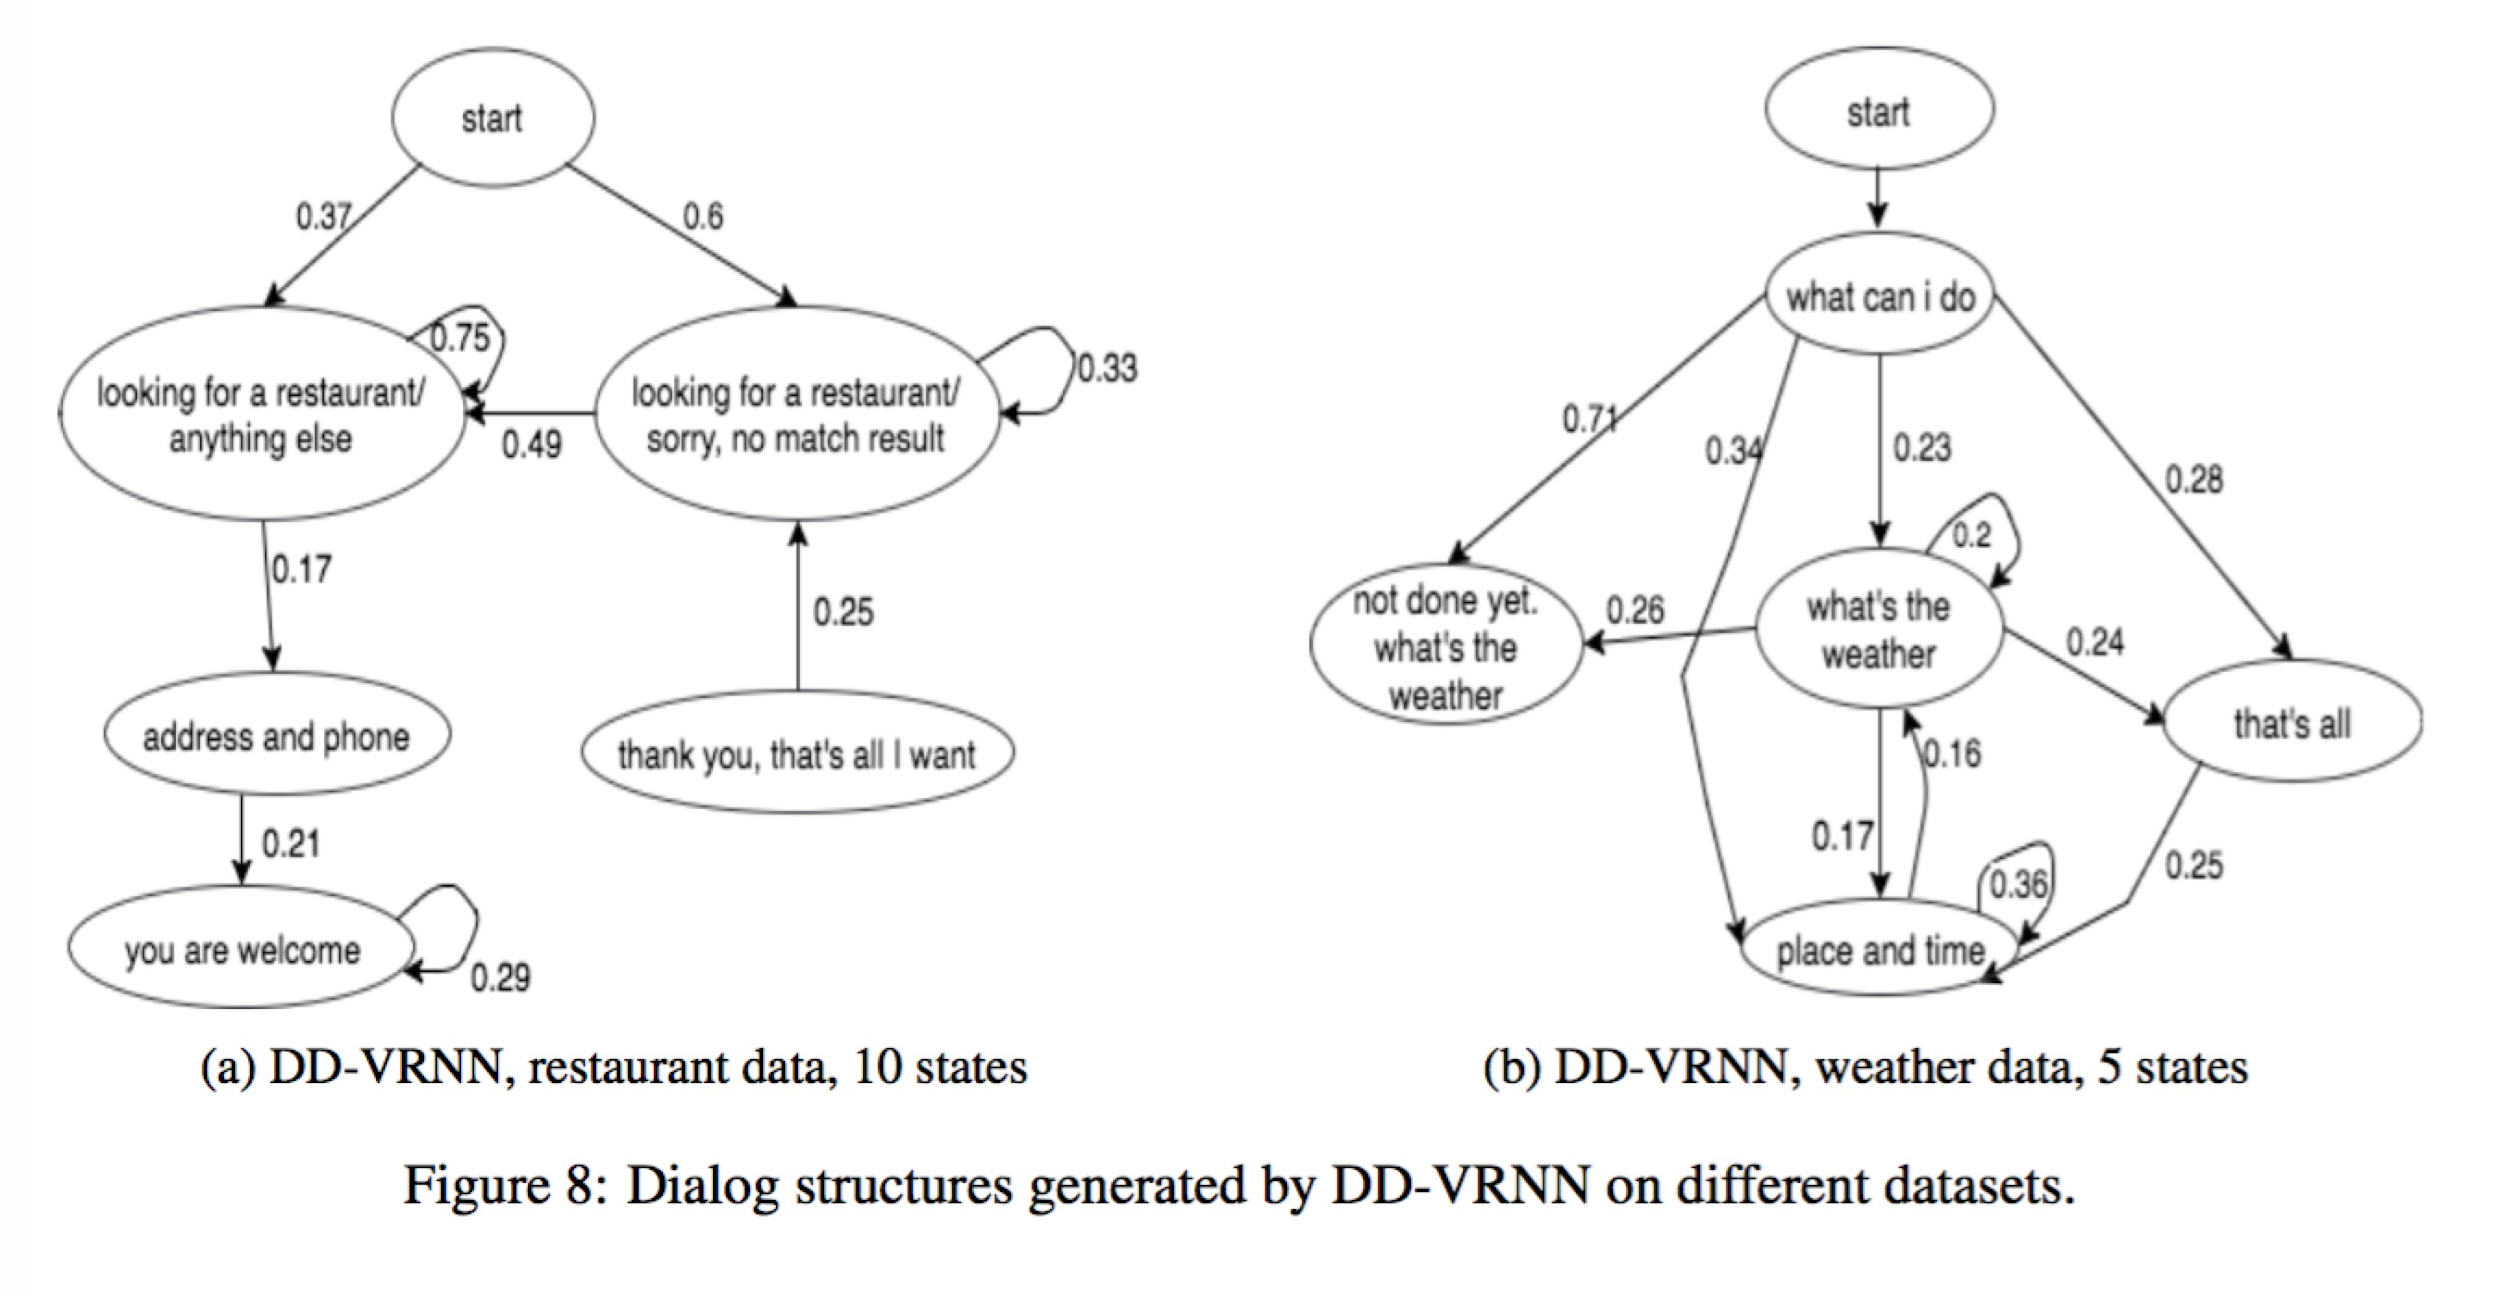 start
0.37
0.6
0.75
0.33
looking for a restaurant/
anything else
0.49
looking for a restaurant/
sorry, no match result
0.17
0.25
address and phone
thank you, that's all I want
0.21
you are welcome
0.29
(a) DD-VRNN, restaurant data, 10 states
start
what can i do
0.71
0.34
0.23
0.28
0.2
not done yet.
what's the
weather
0.26
what's the
weather
0.24
that's all
0.16
0.17
0.36
0.25
place and time
(b) DD-VRNN, weather data, 5 states
Figure 8: Dialog structures generated by DD-VRNN on different datasets.